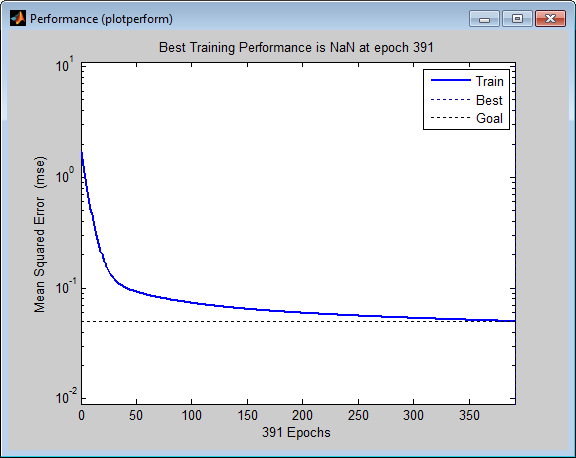 Performance (plotperform)
Best Training Performance is NaN at epoch 391
10^1
10^0
10^-1
10^-2
Mean Squared Error (mse)
Train
Best
Goal
0 50 100 150 200 250 300 350
391 Epochs